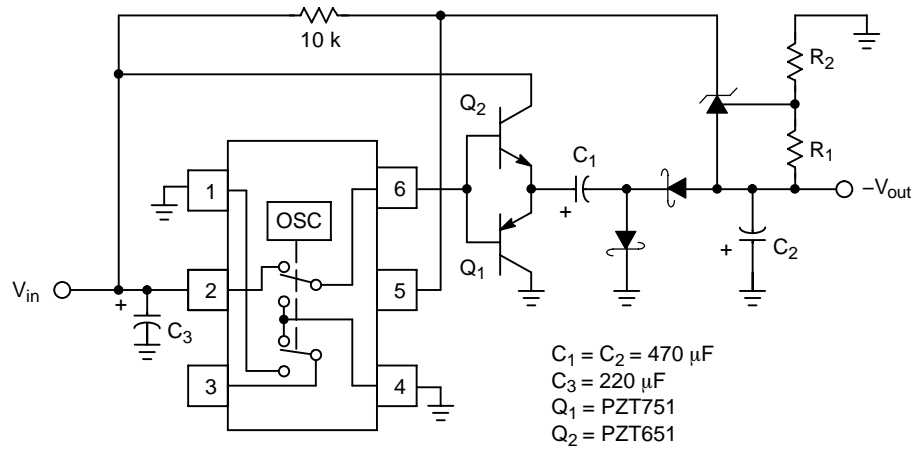 10 k
R2
Q2
C1
R1
1
6
OSC
–Vout
Q1
C2
+
+
Vin
2
5
+
C3
3
4
C1 = C2 = 470 μF
C3 = 220 μF
Q1 = PZT751
Q2 = PZT651